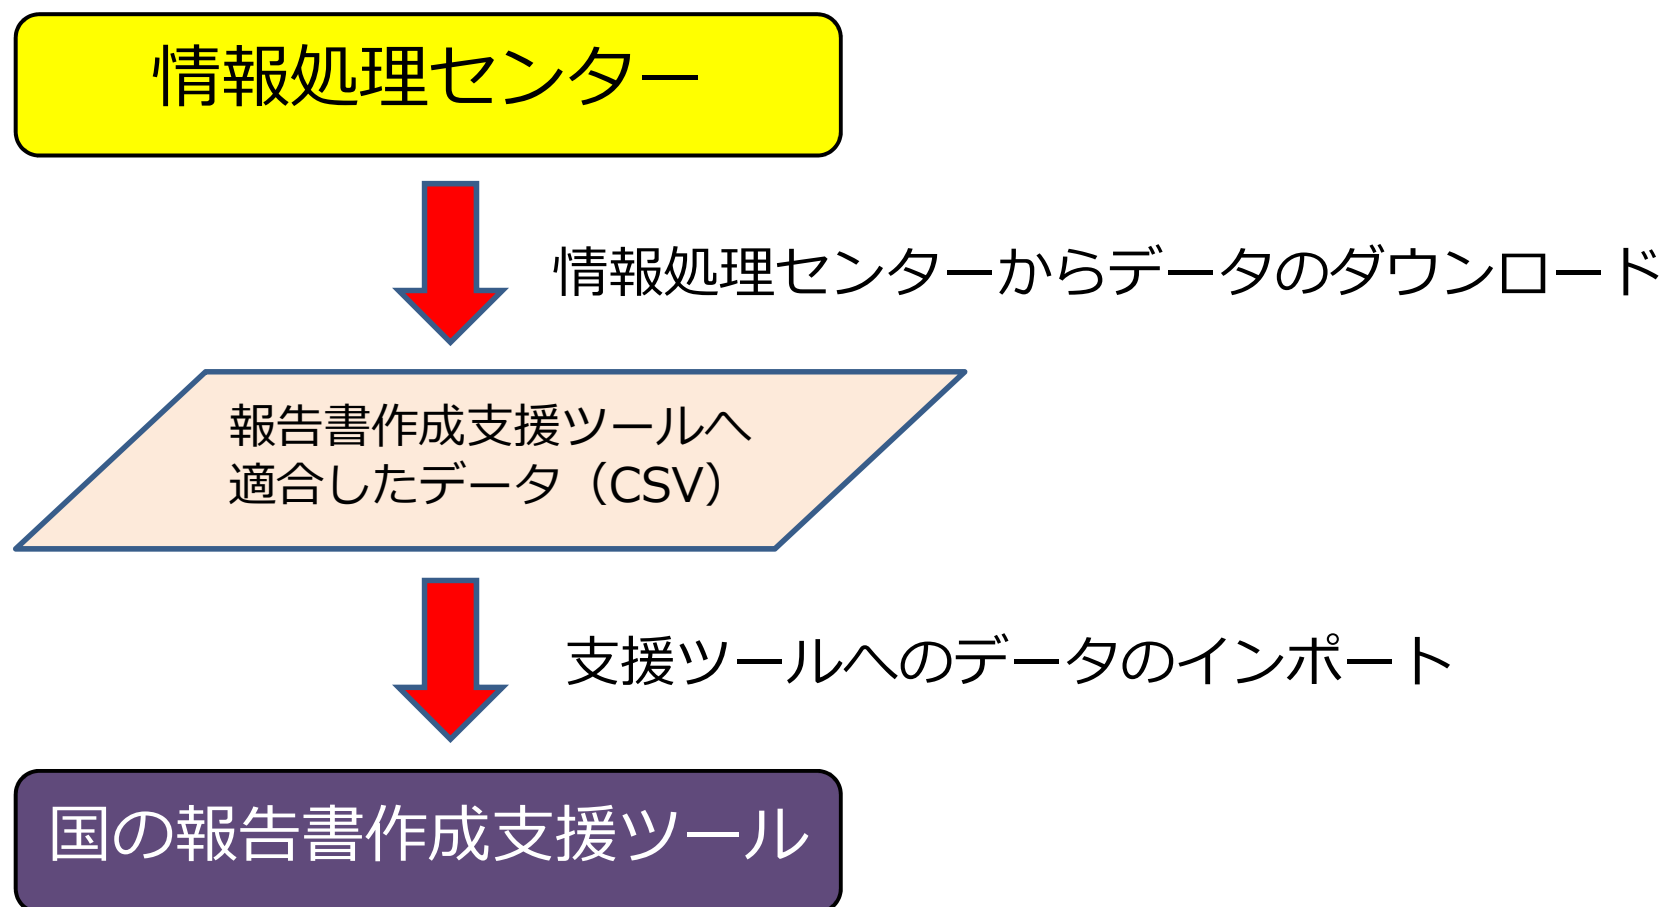 情報処理センター
情報処理センターからデータのダウンロード
報告書作成支援ツールへ
適合したデータ（CSV）
支援ツールへのデータのインポート
国の報告書作成支援ツール